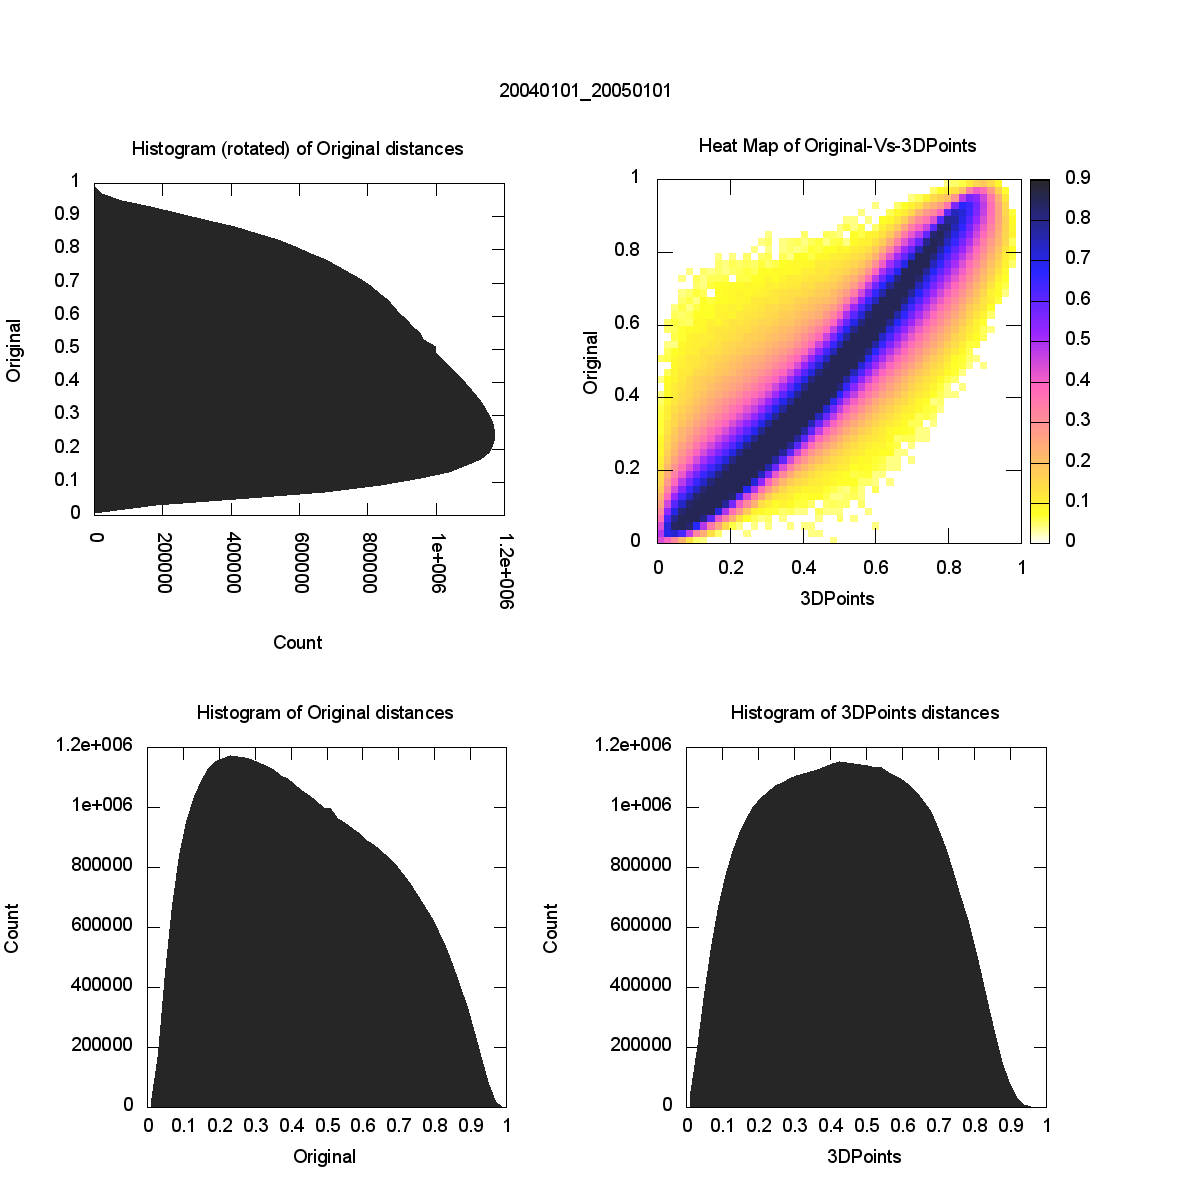 20040101_20050101
Histogram (rotated) of Original distances
Original
1
0.9
0.8
0.7
0.6
0.5
0.4
0.3
0.2
0.1
0
0 200000 400000 600000 800000 1e+006 1.2e+006
Count
Heat Map of Original-Vs-3DPoints
Original
1
0.8
0.6
0.4
0.2
0
0 0.2 0.4 0.6 0.8 1
3DPoints
0.9
0.8
0.7
0.6
0.5
0.4
0.3
0.2
0.1
0
Histogram of Original distances
Count
1.2e+006
1e+006
800000
600000
400000
200000
0
0 0.1 0.2 0.3 0.4 0.5 0.6 0.7 0.8 0.9 1
Original
Histogram of 3DPoints distances
Count
1.2e+006
1e+006
800000
600000
400000
200000
0
0 0.1 0.2 0.3 0.4 0.5 0.6 0.7 0.8 0.9 1
3DPoints